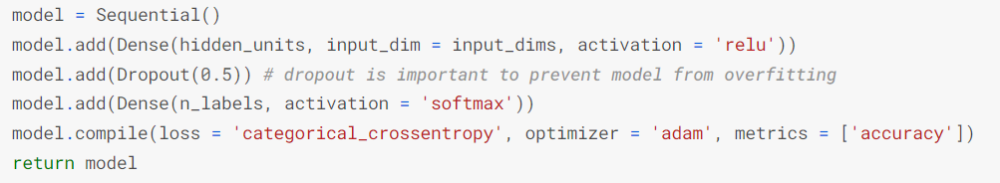 model = Sequential()
model.add(Dense(hidden_units, input_dim = input_dims, activation = 'relu'))
model.add(Dropout(0.5)) # dropout is important to prevent model from overfitting
model.add(Dense(n_labels, activation = 'softmax'))
model.compile(loss = 'categorical_crossentropy', optimizer = 'adam', metrics = ['accuracy'])
return model